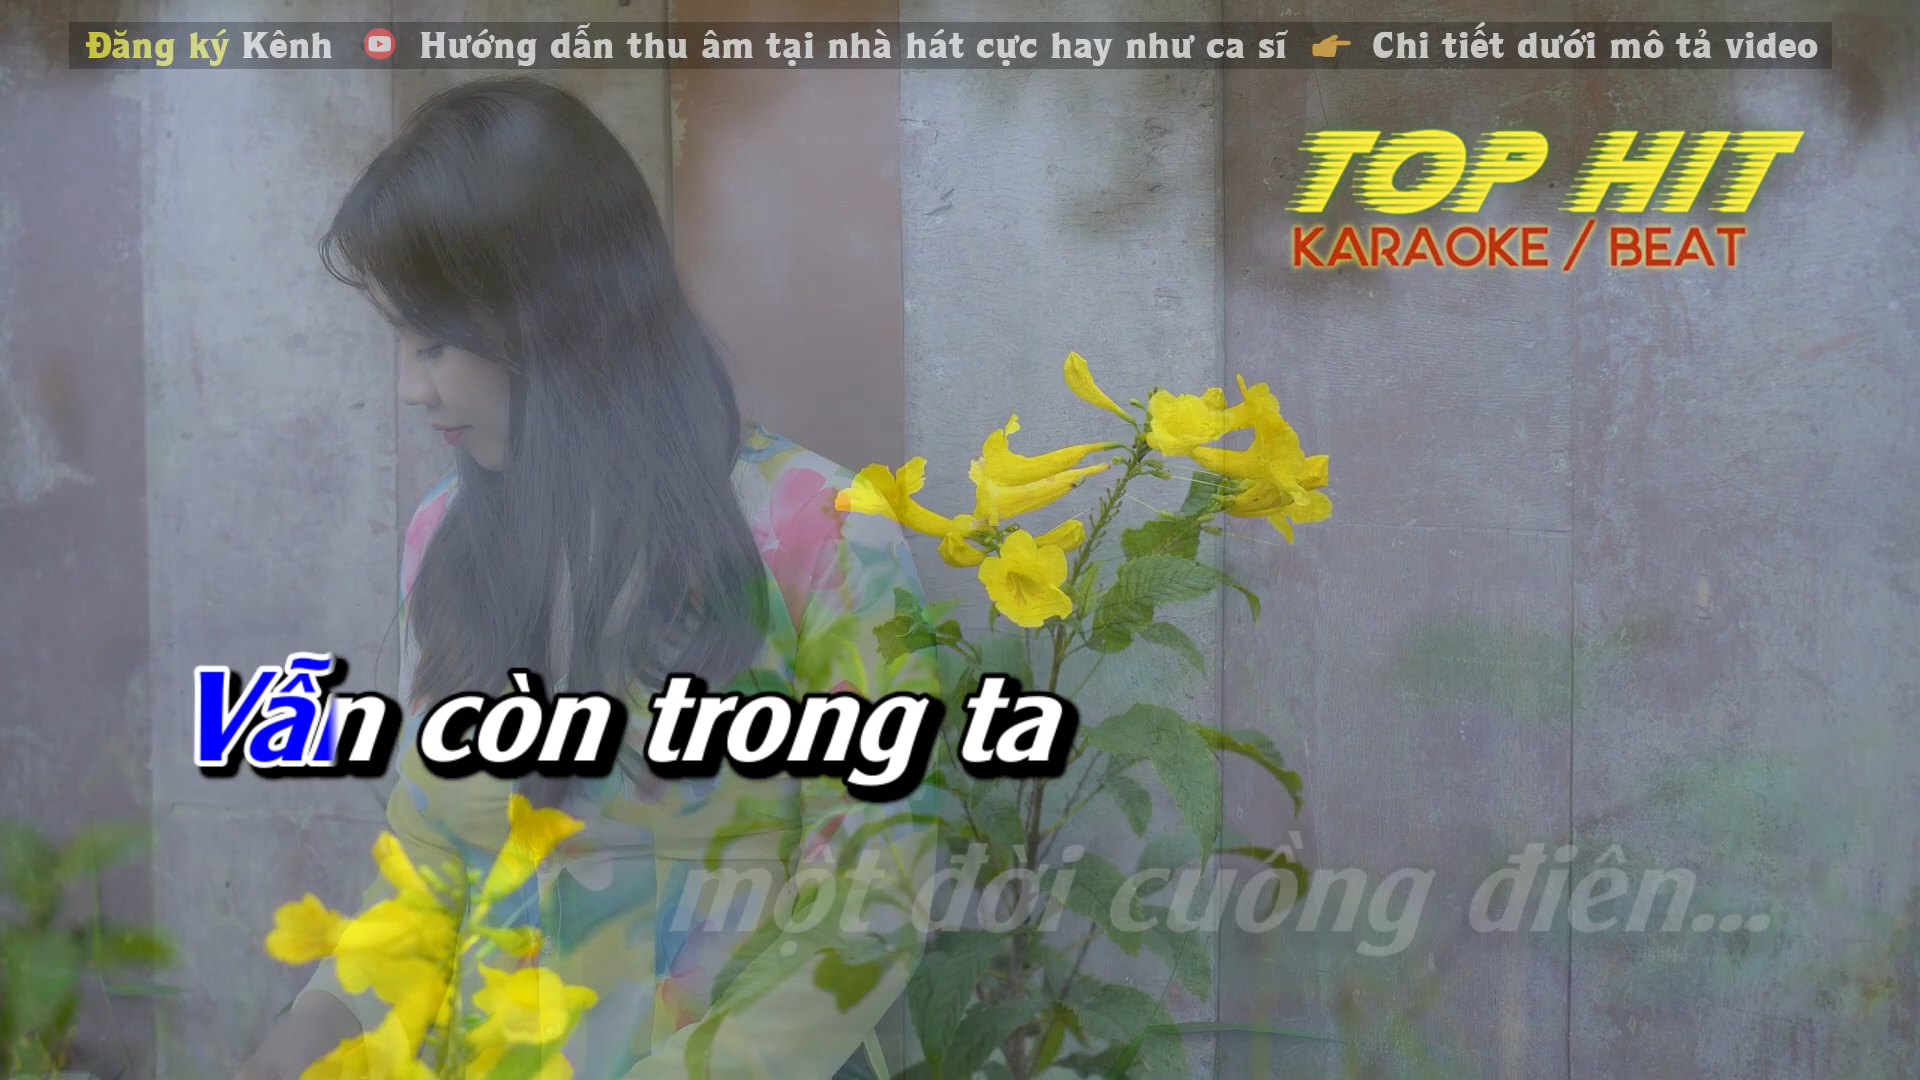 Đăng ký Kênh Hướng dẫn thu âm tại nhà hát cực hay như ca sĩ 👉 Chi tiết dưới mô tả video
TOP HIT
KARAOKE / BEAT
Vẫn còn trong ta
một đời cuồng điên...